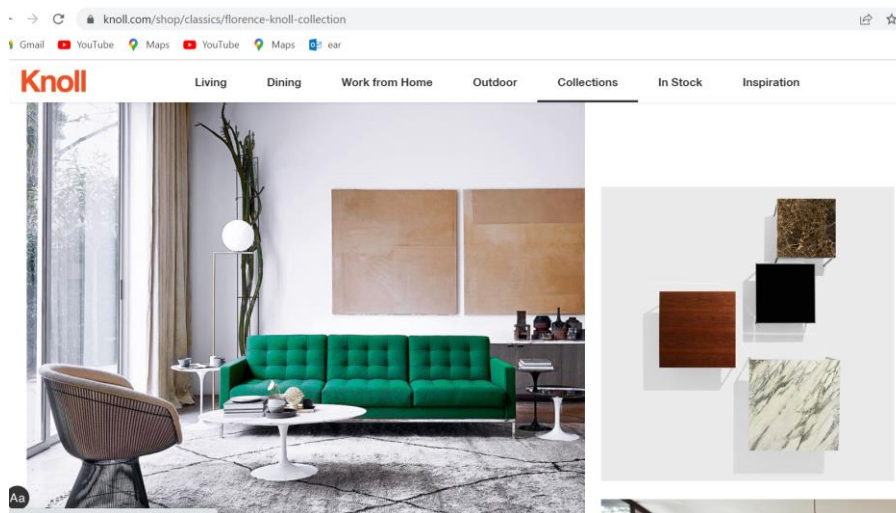 knoll.com/shop/classics/florence-knoll-collection
Gmail YouTube Maps YouTube Maps ear
Knoll Living Dining Work from Home Outdoor Collections In Stock Inspiration
Aa